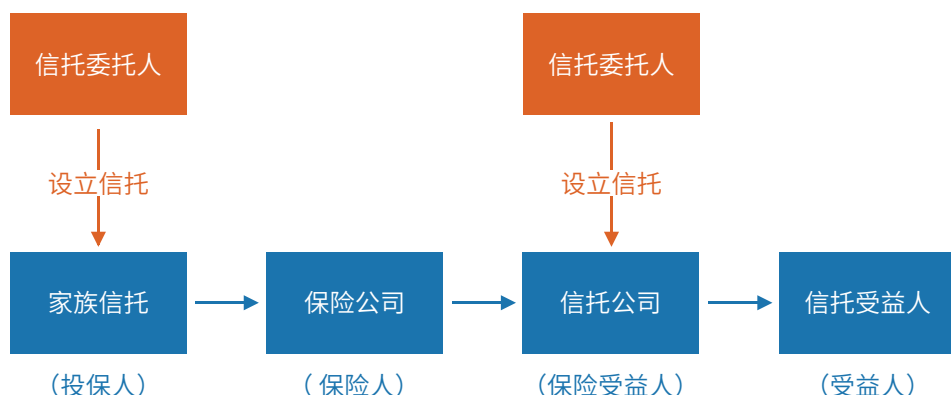 信托委托人
信托委托人
设立信托
设立信托
家族信托
保险公司
信托公司
信托受益人
（投保人）
（ 保险人）
（保险受益人）
（受益人）